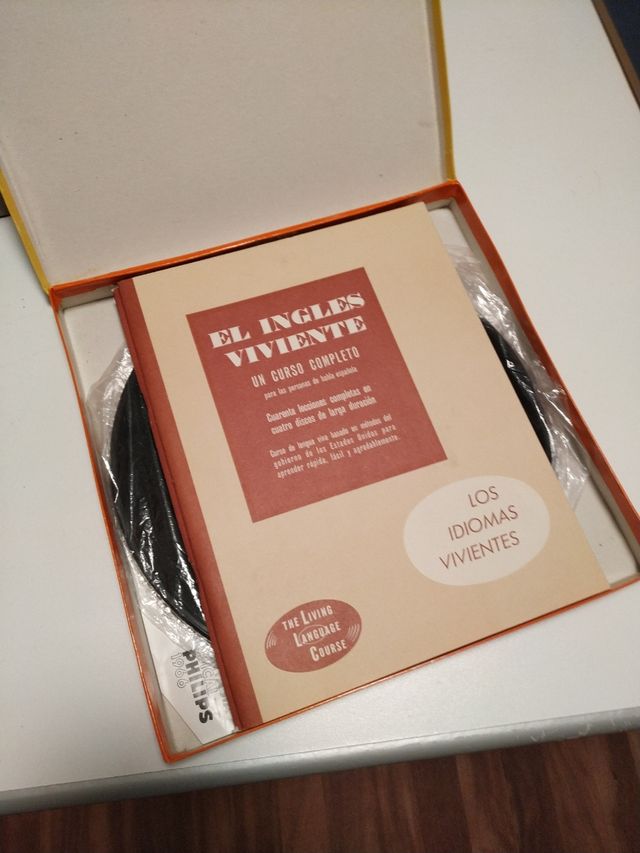 EL INGLES
VIVIENTE
UN CURSO COMPLETO
para las personas de habla española
Cuarenta lecciones completas en
cuatro discos de larga duración
Curso de lengua viva basado en métodos del
gobierno de los Estados Unidos para
aprender rápida, fácil y agradablemente.
LOS
IDIOMAS
VIVIENTES
THE LIVING
LANGUAGE
COURSE
1966
PHILIPS